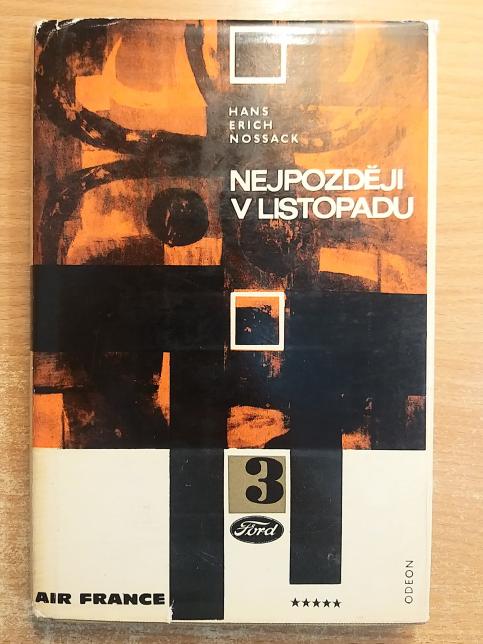 HANS
ERICH
NOSSACK
NEJPOZDĚJI
V LISTOPADU
3
Ford
AIR FRANCE
★★★★★
ODEON